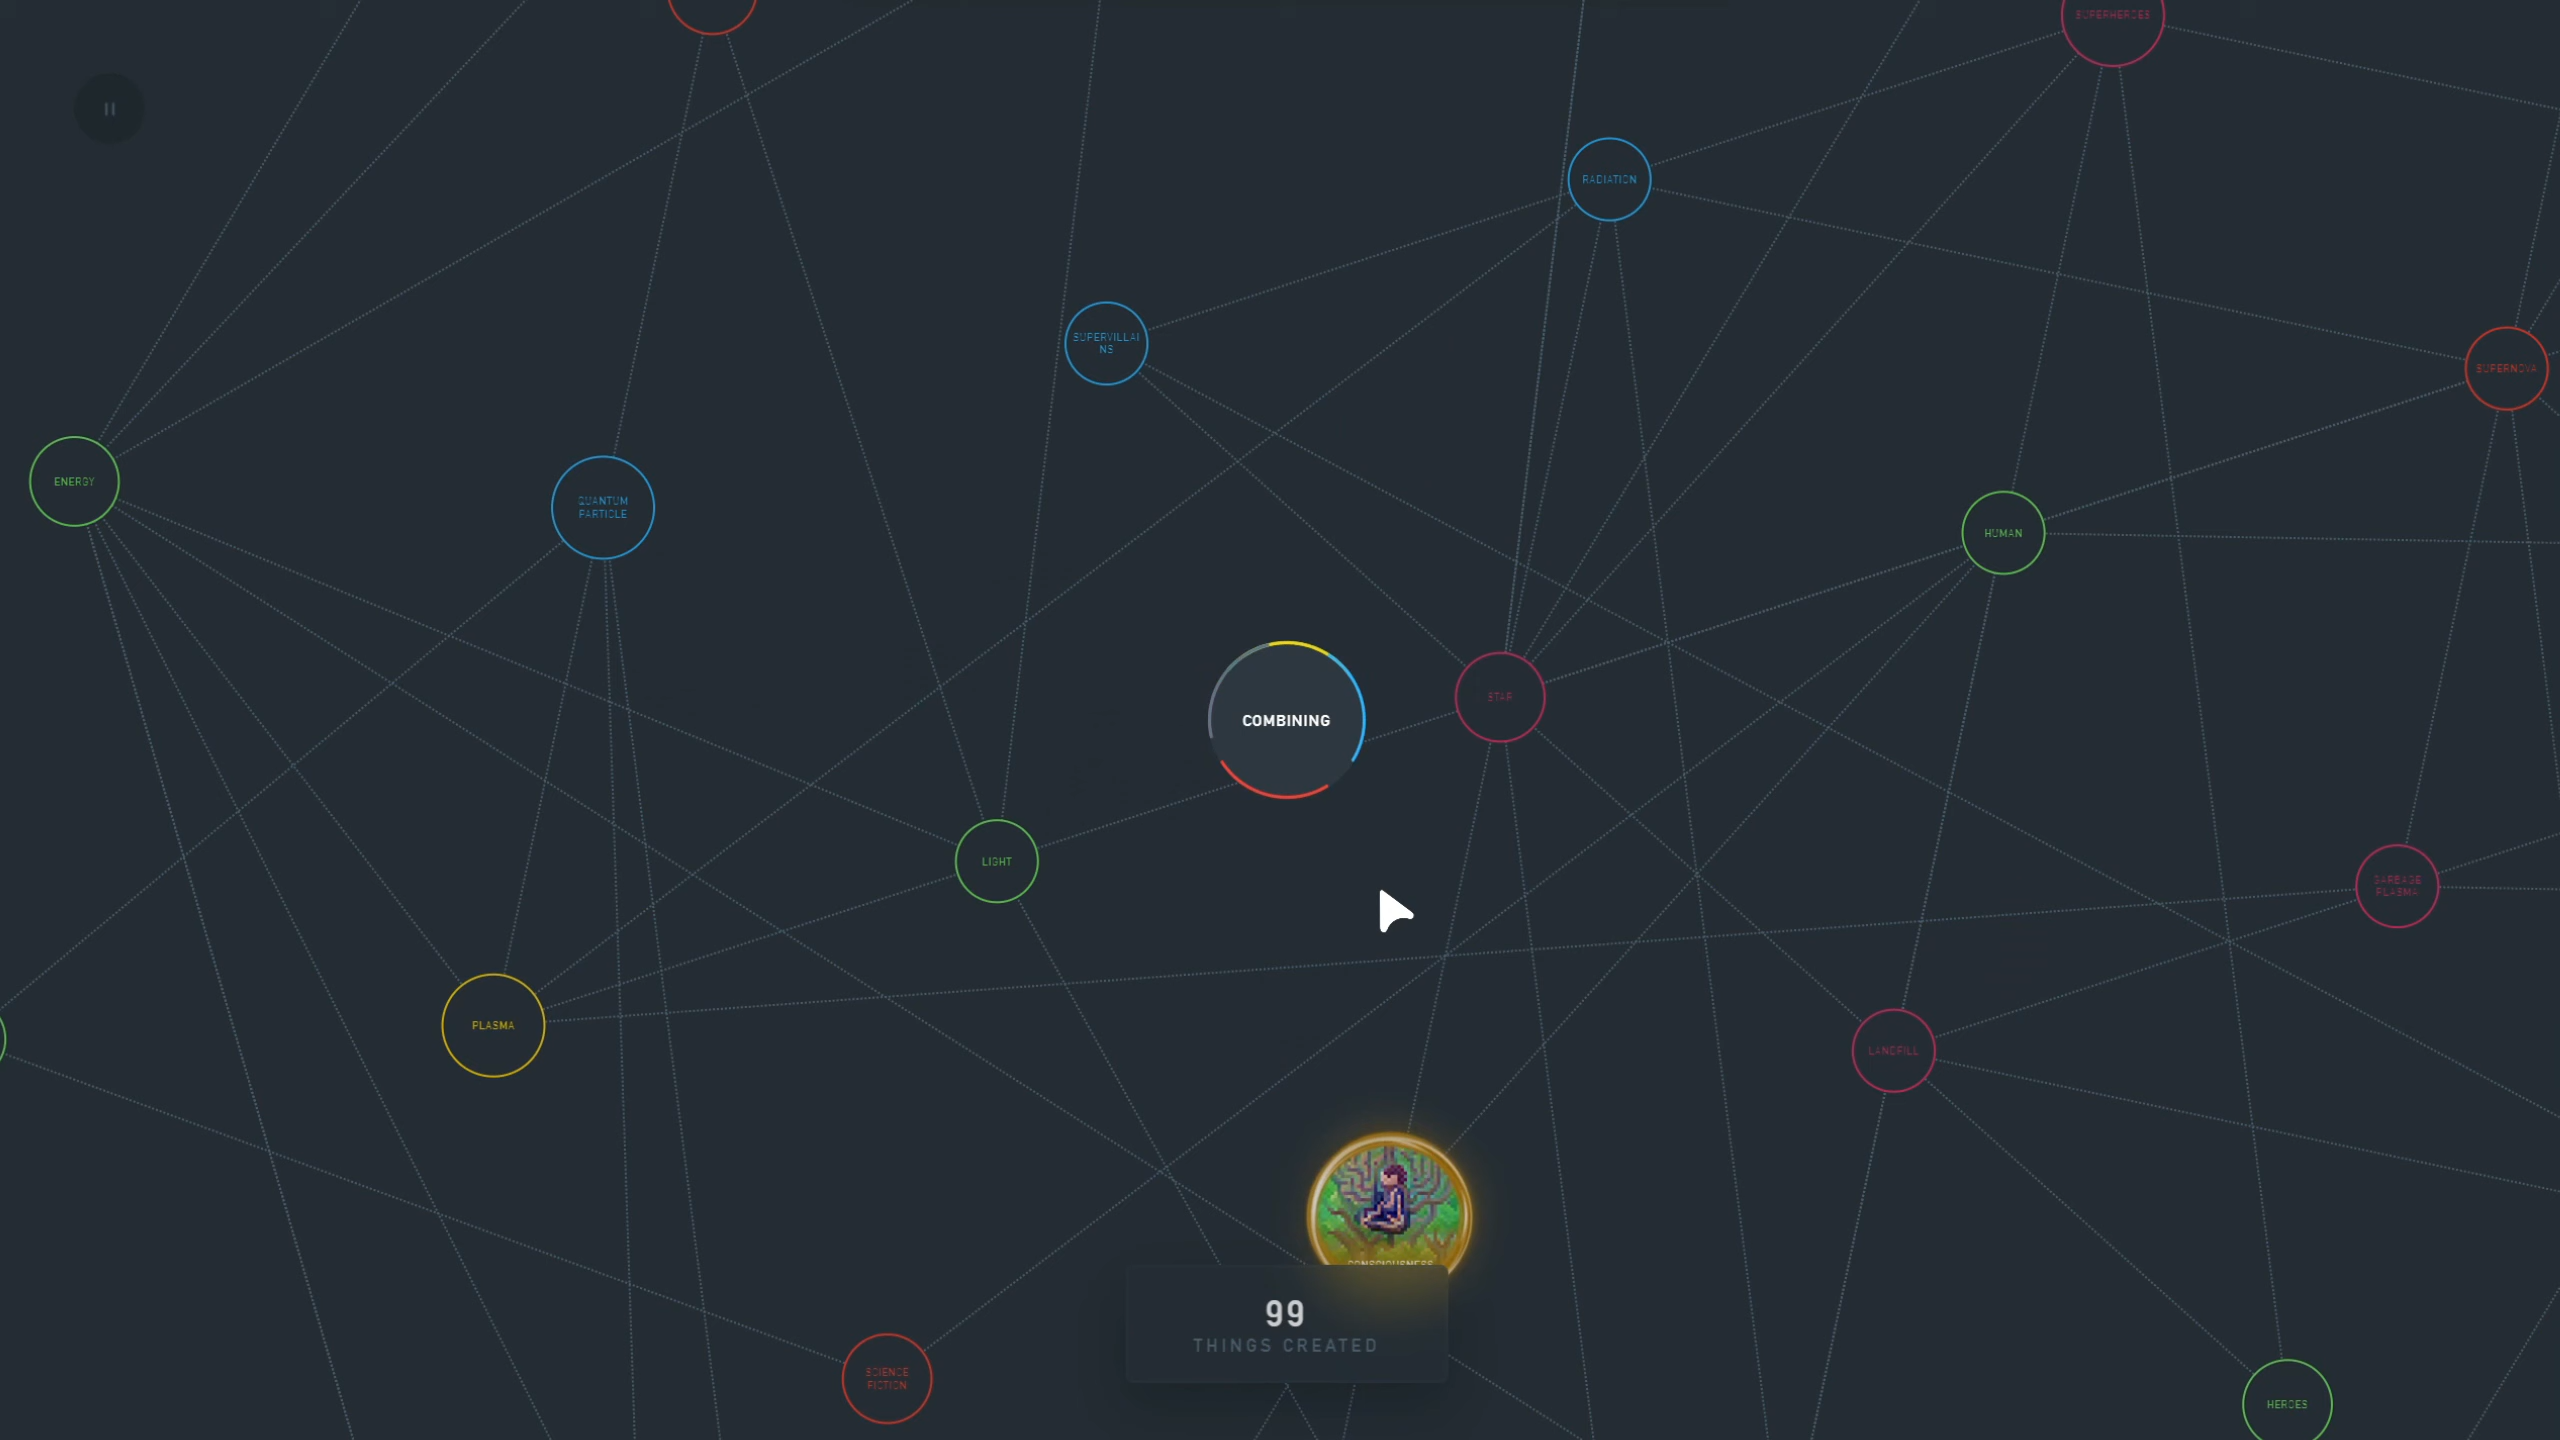 SUPERHEROES
RADIATION
SUPERVILLAI
NS
SUPERNOVA
ENERGY
QUANTUM
PARTICLE
HUMAN
STAR
COMBINING
LIGHT
GARBAGE
PLASMA
PLASMA
LANDFILL
CONSCIOUSNESS
99
THINGS CREATED
SCIENCE
FICTION
HEROES